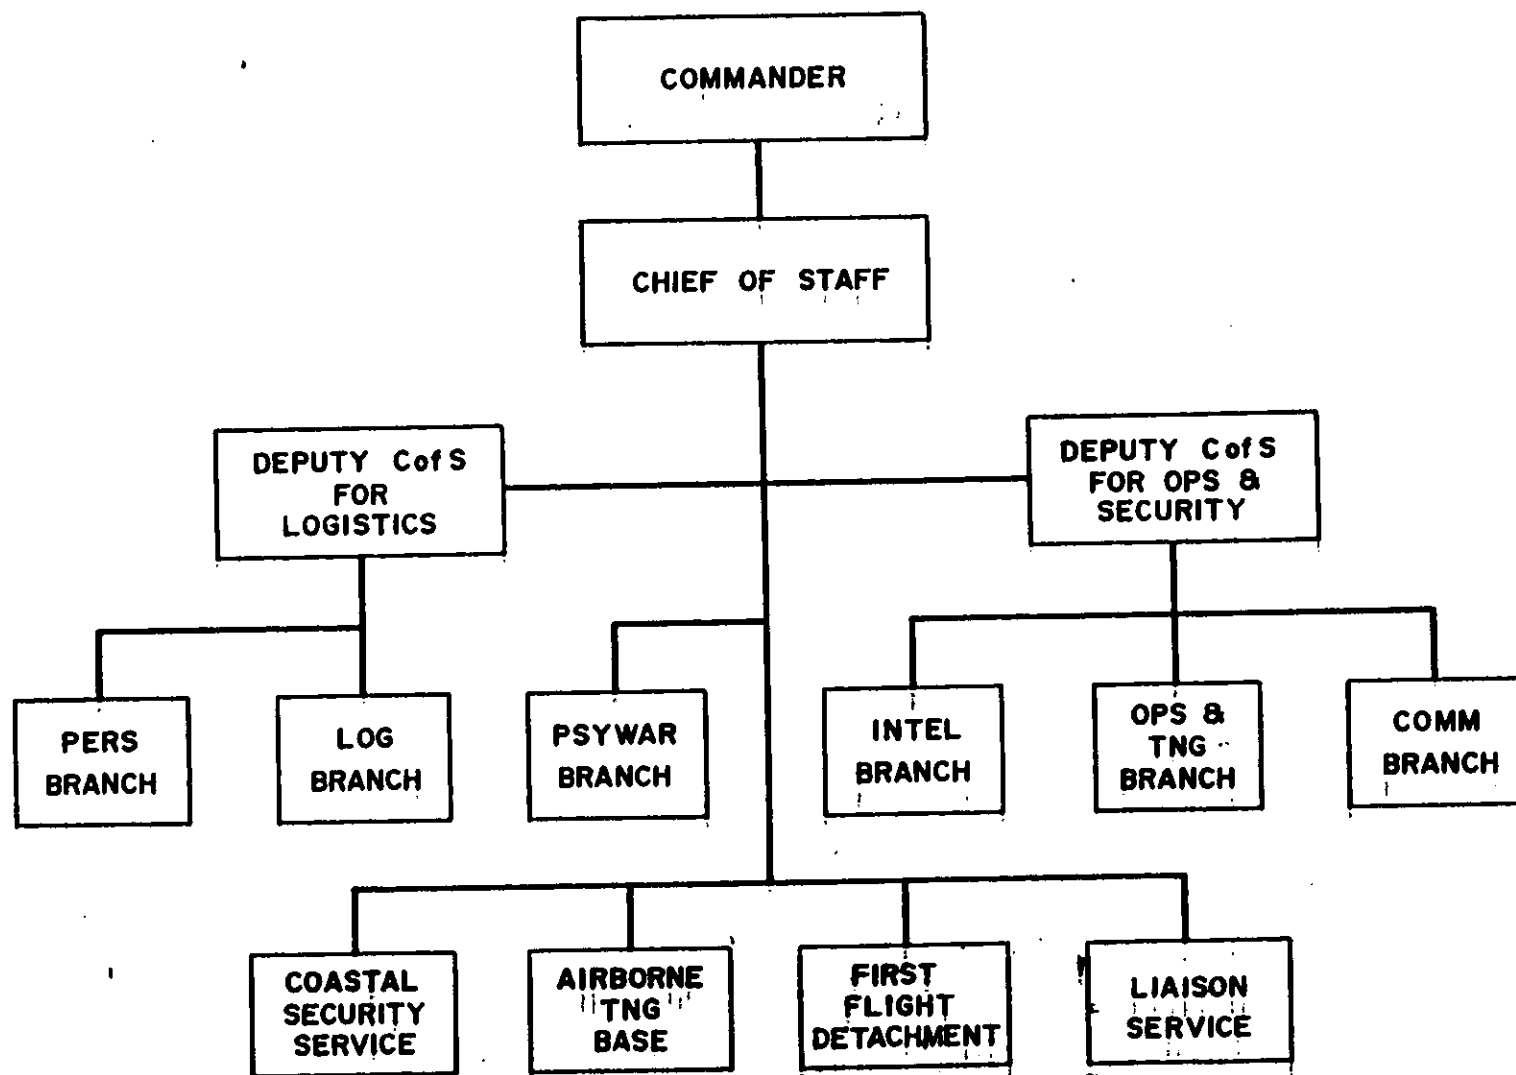 COMMANDER
CHIEF OF STAFF
DEPUTY CofS
FOR
LOGISTICS
DEPUTY CofS
FOR OPS &
SECURITY
PERS
BRANCH
LOG
BRANCH
PSYWAR
BRANCH
INTEL
BRANCH
OPS &
TNG
BRANCH
COMM
BRANCH
COASTAL
SECURITY
SERVICE
AIRBORNE
TNG
BASE
FIRST
FLIGHT
DETACHMENT
LIAISON
SERVICE